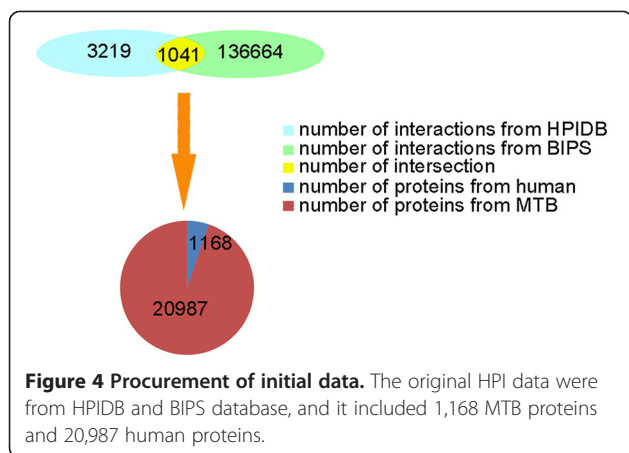 3219 1041 136664
number of interactions from HPIDB
number of interactions from BIPS
number of intersection
number of proteins from human
number of proteins from MTB
1168
20987
Figure 4 Procurement of initial data. The original HPI data were
from HPIDB and BIPS database, and it included 1,168 MTB proteins
and 20,987 human proteins.